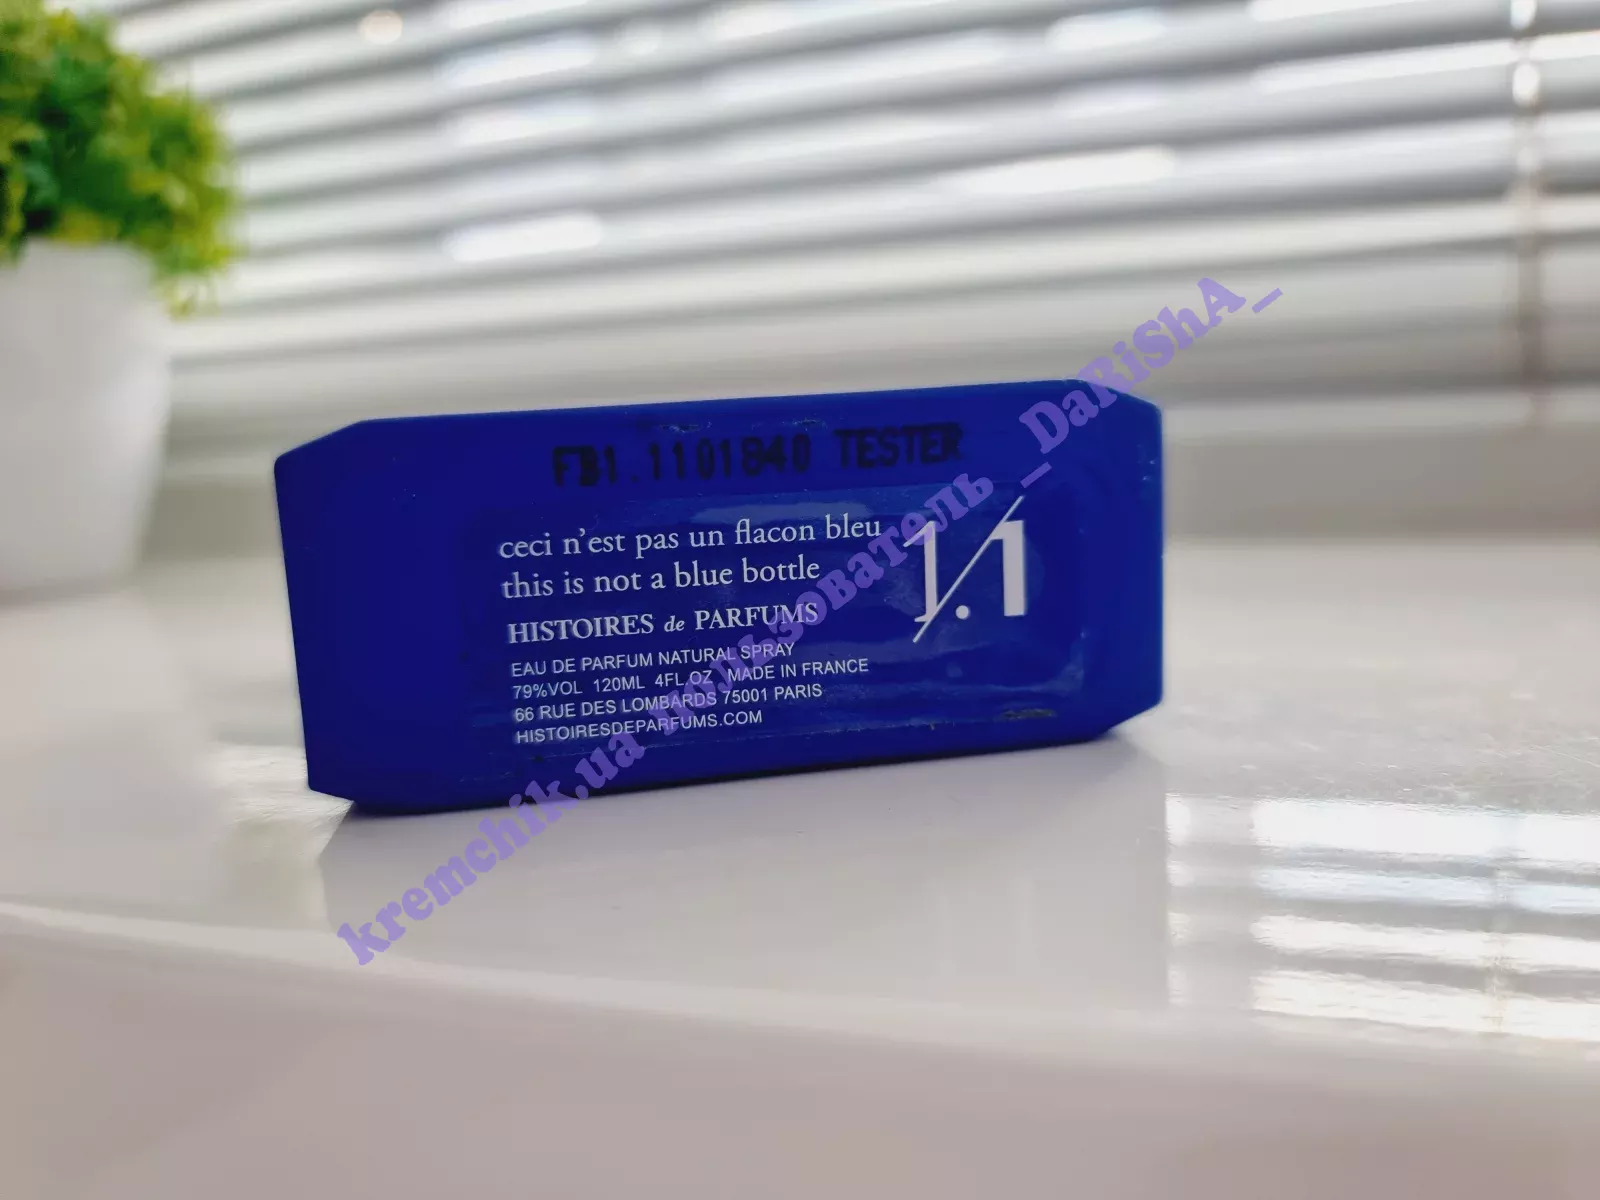 FB1.1101840 TESTER
ceci n'est pas un flacon bleu
this is not a blue bottle
1.1
HISTOIRES de PARFUMS
EAU DE PARFUM NATURAL SPRAY
79%VOL 120ML 4FL.OZ MADE IN FRANCE
66 RUE DES LOMBARDS 75001 PARIS
HISTOIRESDEPARFUMS.COM
kremchik.ua пользователь _DaRiShA_